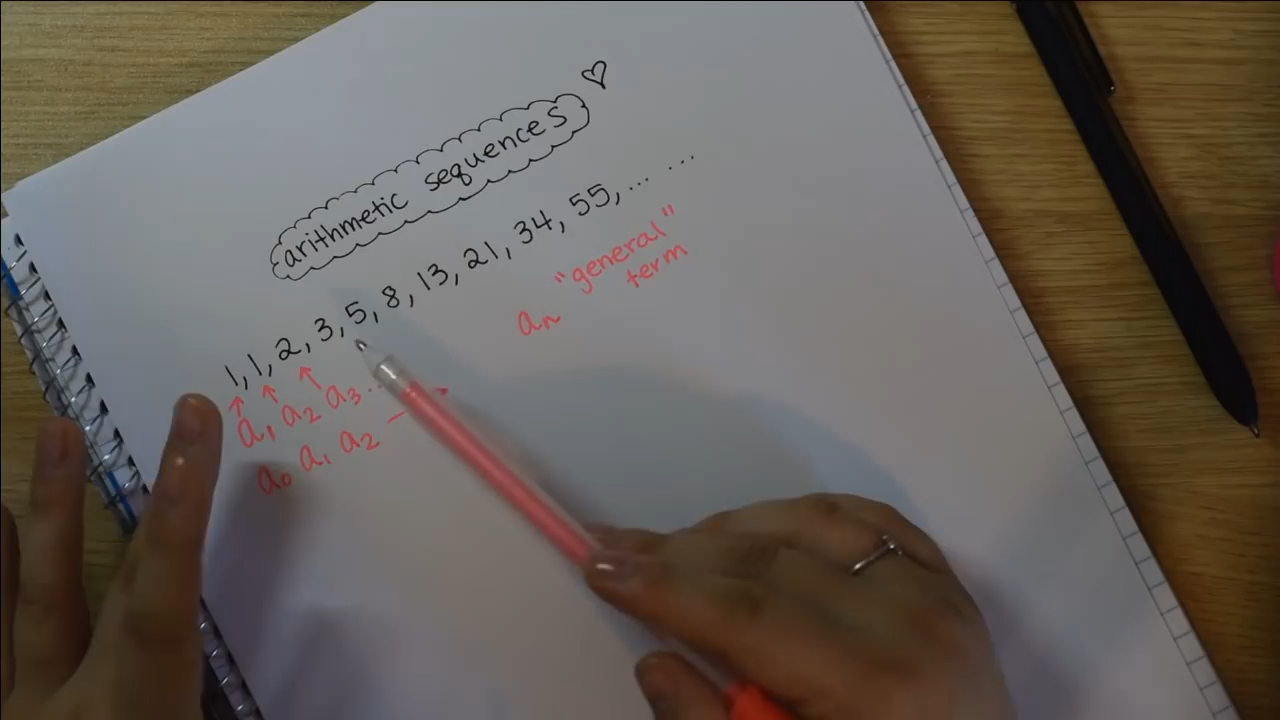 arithmetic sequences
1, 1, 2, 3, 5, 8, 13, 21, 34, 55, ... ...
a₁ a₂ a₃ ...
a₀ a₁ a₂
aₙ "general" term